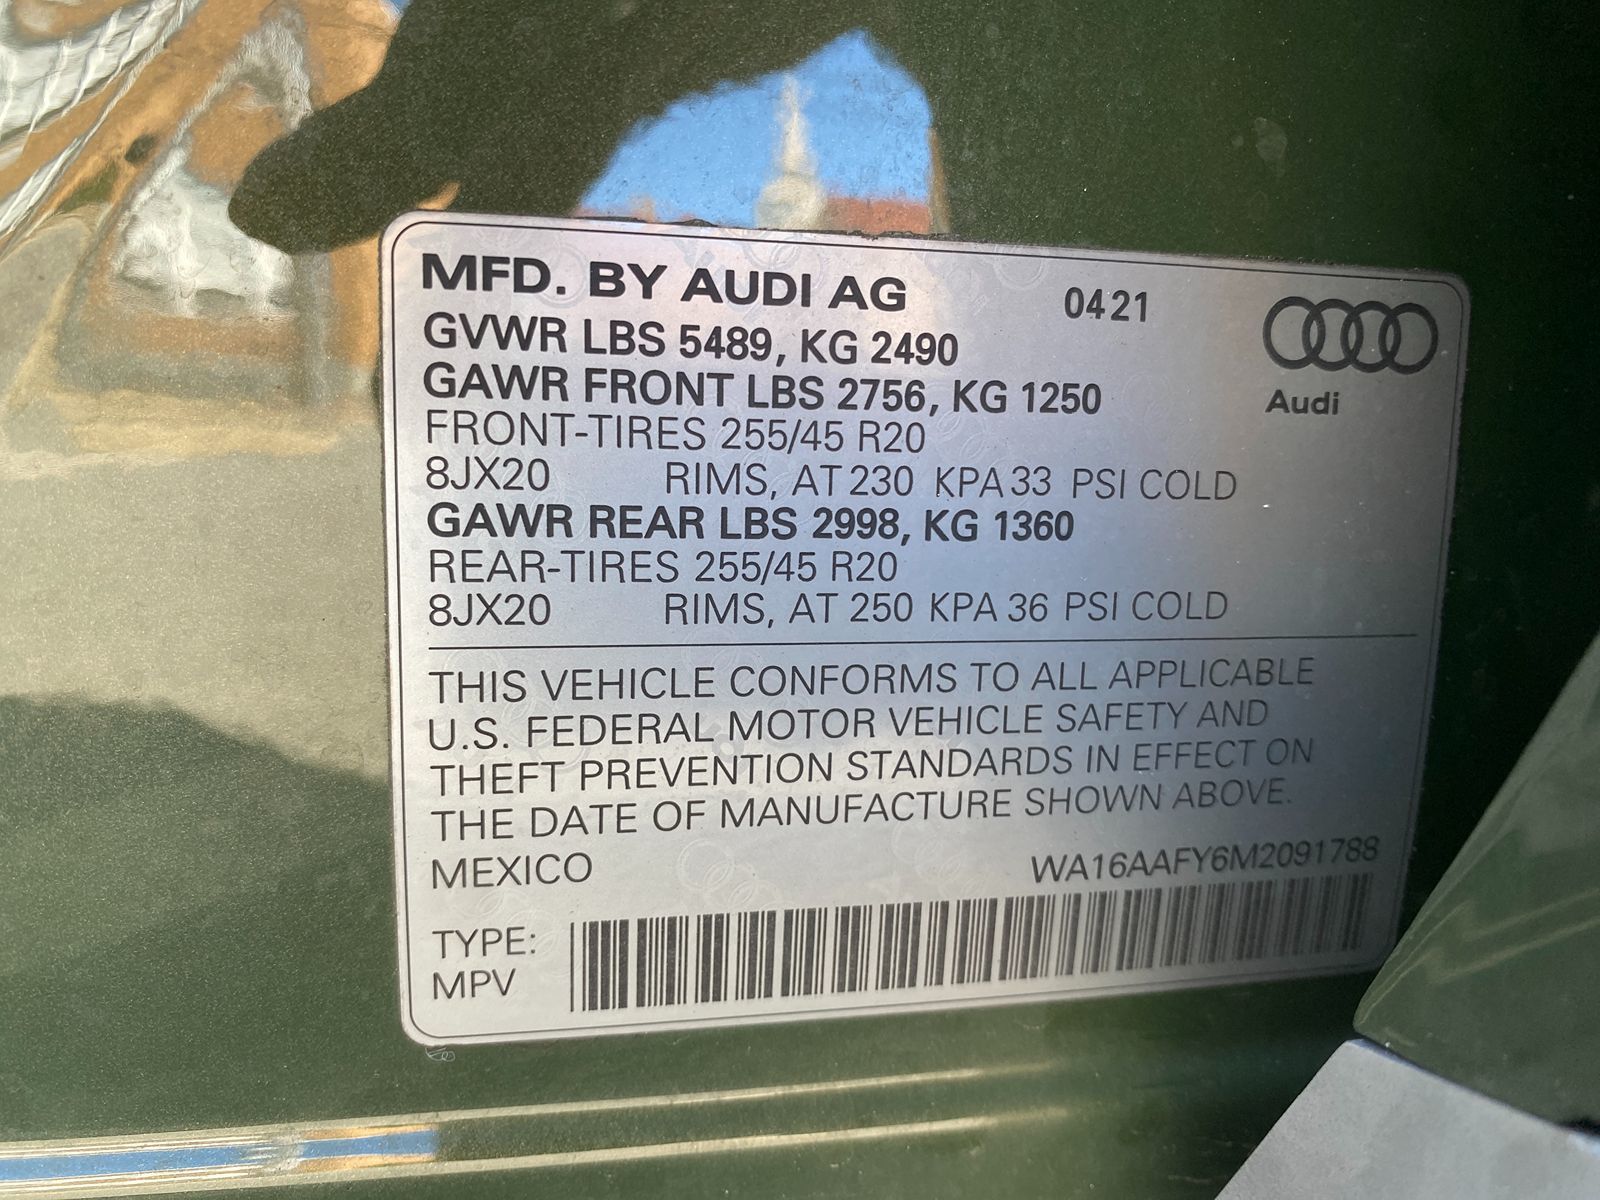 MFD. BY AUDI AG 0421
GVWR LBS 5489, KG 2490
GAWR FRONT LBS 2756, KG 1250
Audi
FRONT-TIRES 255/45 R20
8JX20 RIMS, AT 230 KPA 33 PSI COLD
GAWR REAR LBS 2998, KG 1360
REAR-TIRES 255/45 R20
8JX20 RIMS, AT 250 KPA 36 PSI COLD
THIS VEHICLE CONFORMS TO ALL APPLICABLE
U.S. FEDERAL MOTOR VEHICLE SAFETY AND
THEFT PREVENTION STANDARDS IN EFFECT ON
THE DATE OF MANUFACTURE SHOWN ABOVE.
MEXICO WA16AAFY6M2091788
TYPE:
MPV